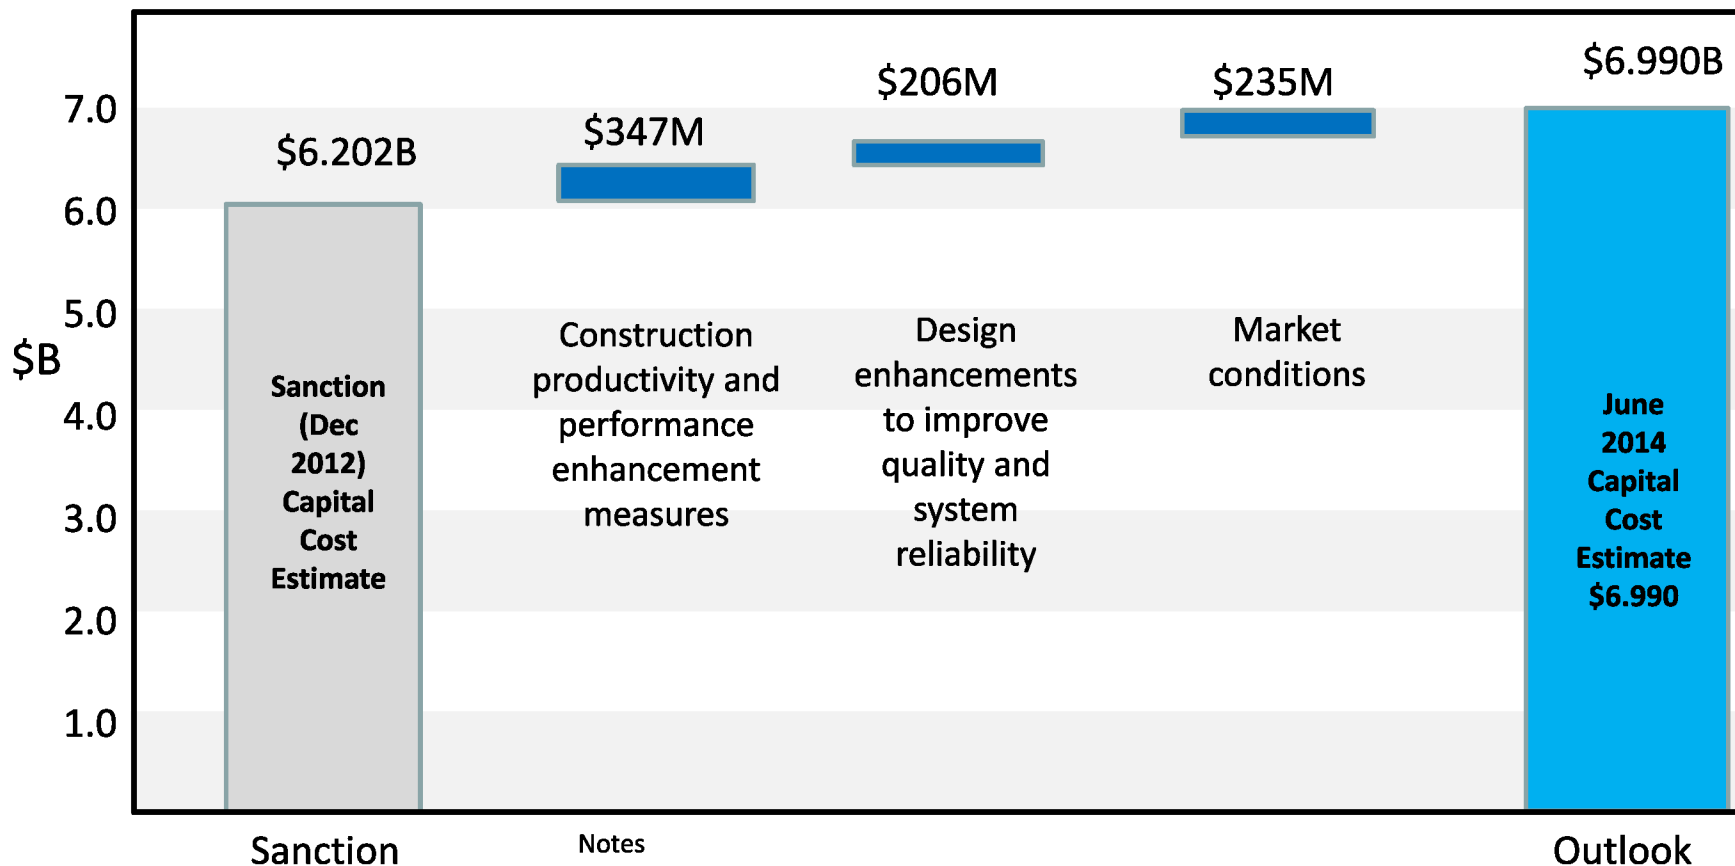 $6.990B
$206M
$235M
7.0
$347M
$6.202B
6.0
5.0
$B
4.0
3.0
2.0
1.0
Sanction
(Dec
2012)
Capital
Cost
Estimate
Construction
productivity and
performance
enhancement
measures
Design
enhancements
to improve
quality and
system
reliability
Market
conditions
June
2014
Capital
Cost
Estimate
$6.990
Sanction
Notes
Outlook